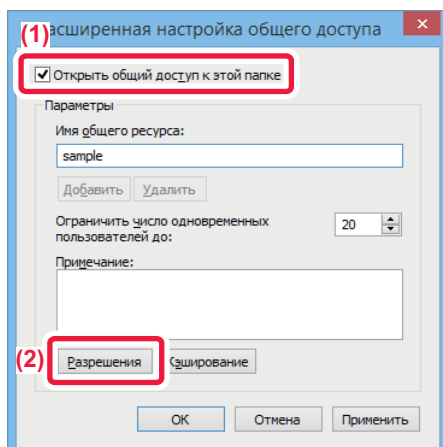 (1)
асширенная настройка общего доступа
Открыть общий доступ к этой папке
Параметры
Имя общего ресурса:
sample
Добавить Удалить
Ограничить число одновременных
пользователей до:
20
Примечание:
(2)
Разрешения Кэширование
ОК Отмена Применить